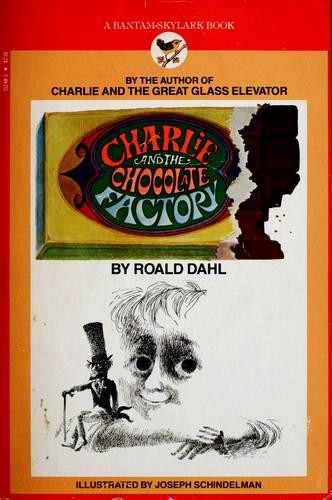 A BANTAM-SKYLARK BOOK
BY THE AUTHOR OF
CHARLIE AND THE GREAT GLASS ELEVATOR
CHARLIE
AND THE
CHOCOLATE
FACTORY
BY ROALD DAHL
ILLUSTRATED BY JOSEPH SCHINDELMAN